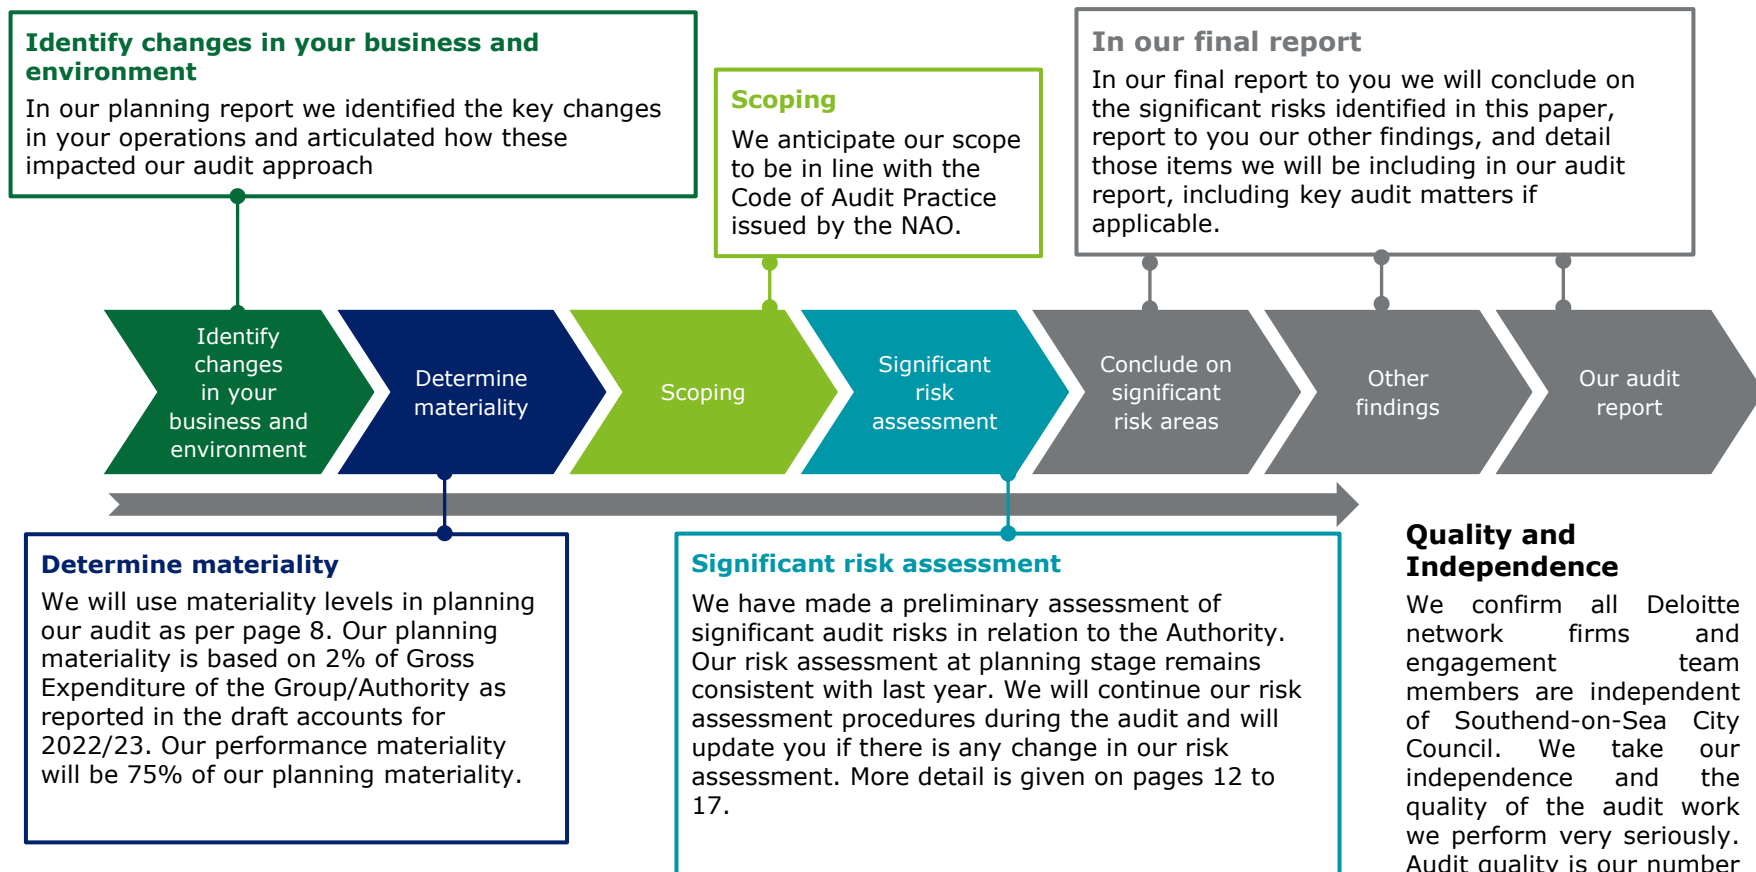 Identify changes in your business and
environment
In our planning report we identified the key changes
in your operations and articulated how these
impacted our audit approach
Scoping
We anticipate our scope
to be in line with the
Code of Audit Practice
issued by the NAO.
In our final report
In our final report to you we will conclude on
the significant risks identified in this paper,
report to you our other findings, and detail
those items we will be including in our audit
report, including key audit matters if
applicable.
Identify
changes
in your
business and
environment
Determine
materiality
Scoping
Significant
risk
assessment
Conclude on
significant
risk areas
Other
findings
Our audit
report
Determine materiality
We will use materiality levels in planning
our audit as per page 8. Our planning
materiality is based on 2% of Gross
Expenditure of the Group/Authority as
reported in the draft accounts for
2022/23. Our performance materiality
will be 75% of our planning materiality.
Significant risk assessment
We have made a preliminary assessment of
significant audit risks in relation to the Authority.
Our risk assessment at planning stage remains
consistent with last year. We will continue our risk
assessment procedures during the audit and will
update you if there is any change in our risk
assessment. More detail is given on pages 12 to
17.
Quality and
Independence
We confirm all Deloitte
network firms and
engagement team
members are independent
of Southend-on-Sea City
Council. We take our
independence and the
quality of the audit work
we perform very seriously.
Audit quality is our number